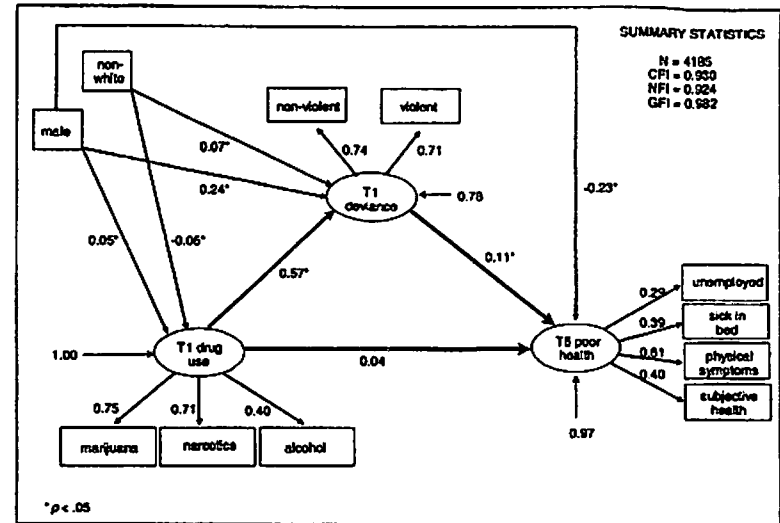 SUMMARY STATISTICS
N = 4185
CFI = 0.930
NFI = 0.924
GFI = 0.982
non-
white
male
non-violent
violent
0.74
0.71
0.07*
0.24*
T1
deviance
0.78
-0.23*
0.05*
-0.06*
0.57*
0.11*
unemployed
0.29
sick in
bed
0.39
1.00
T1 drug
use
0.04
T5 poor
health
0.61
physical
symptoms
0.40
subjective
health
0.75
0.71
0.40
0.97
marijuana
narcotics
alcohol
* p < .05